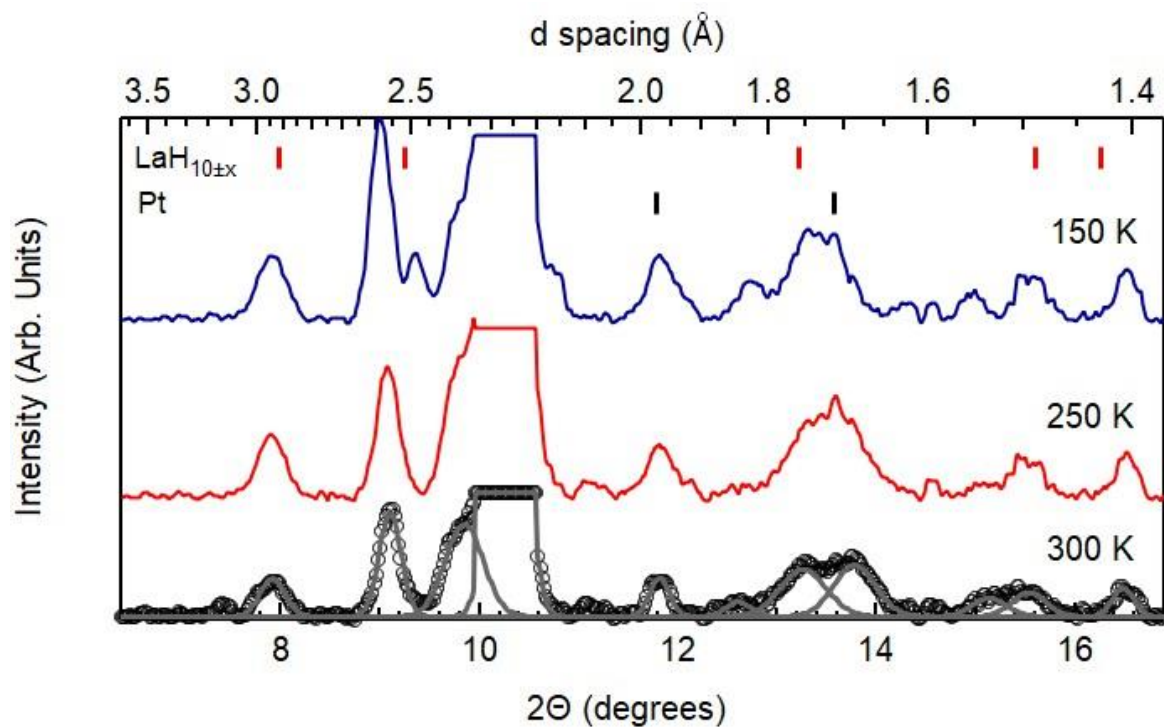 d spacing (Å)
3.5 3.0 2.5 2.0 1.8 1.6 1.4
LaH10±x
Pt
150 K
250 K
300 K
Intensity (Arb. Units)
8 10 12 14 16
2Θ (degrees)